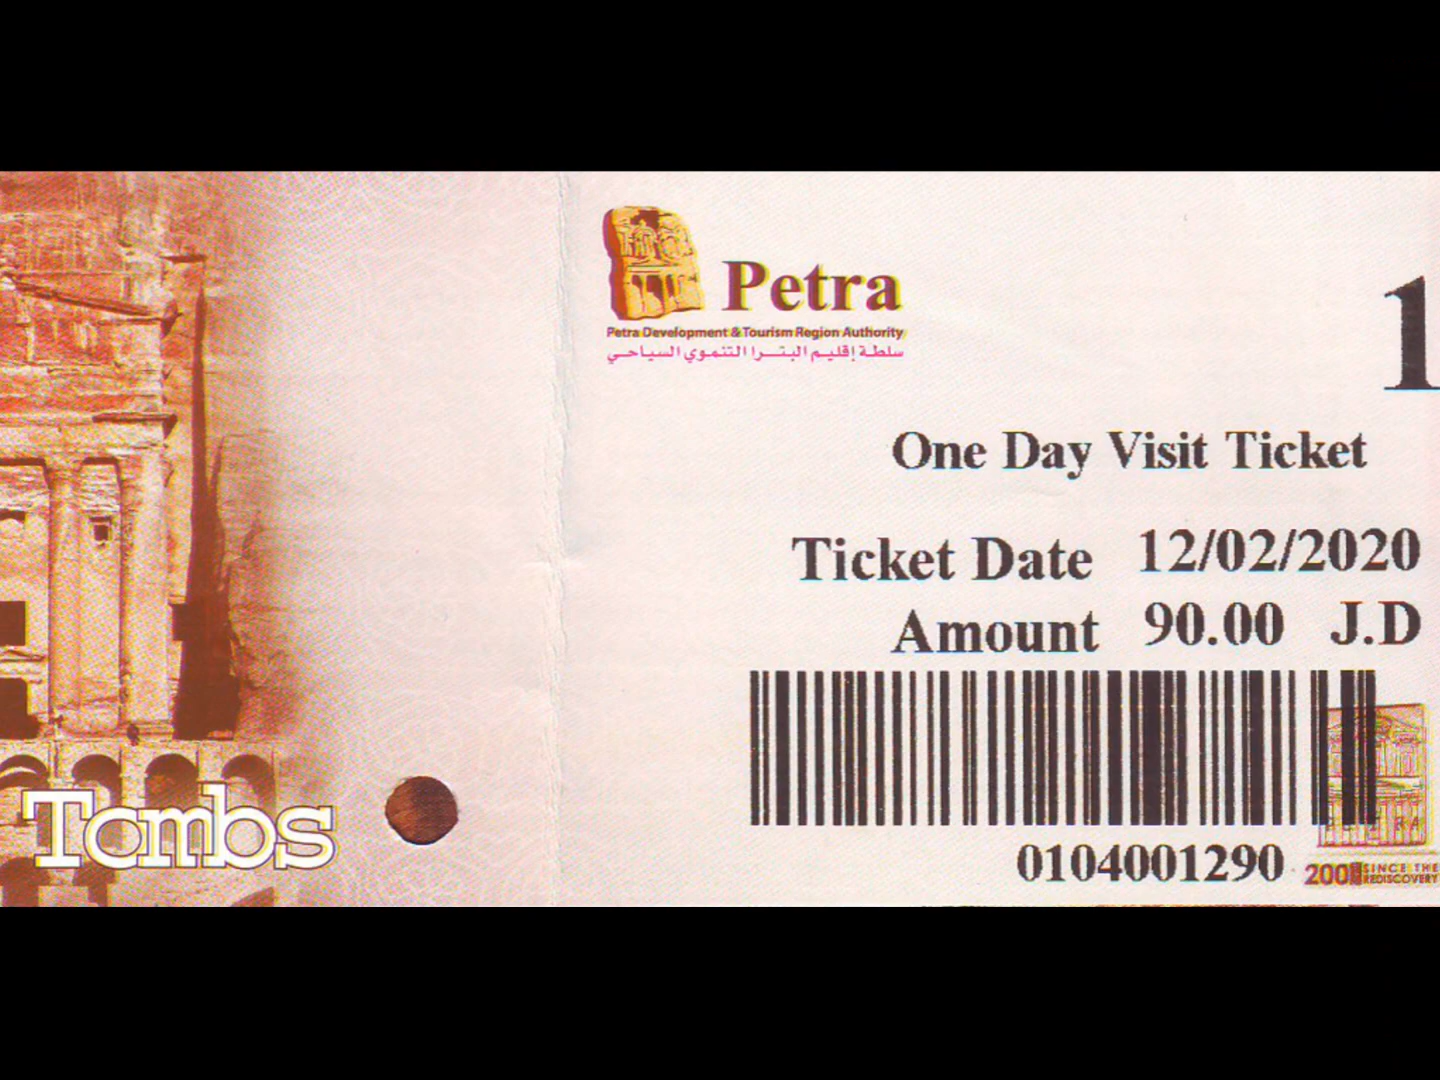 Petra
Petra Development & Tourism Region Authority
سلطة إقليم البترا التنموي السياحي
1
One Day Visit Ticket
Ticket Date 12/02/2020
Amount 90.00 J.D
0104001290
SINCE THE
REDISCOVERY
Tombs